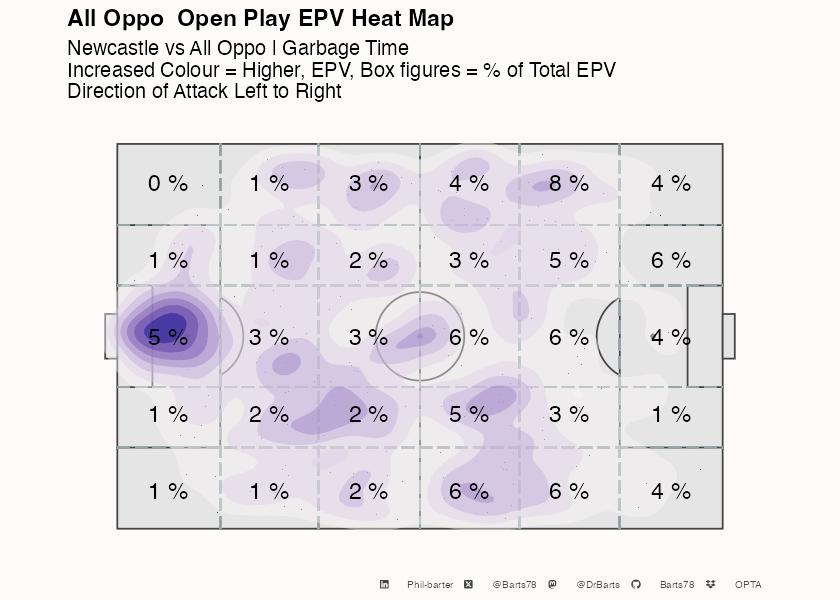 All Oppo  Open Play EPV Heat Map
Newcastle vs All Oppo | Garbage Time
Increased Colour = Higher, EPV, Box figures = % of Total EPV
Direction of Attack Left to Right
0 % 1 % 3 % 4 % 8 % 4 %
1 % 1 % 2 % 3 % 5 % 6 %
5 % 3 % 3 % 6 % 6 % 4 %
1 % 2 % 2 % 5 % 3 % 1 %
1 % 1 % 2 % 6 % 6 % 4 %
Phil-barter @Barts78 @DrBarts Barts78 OPTA